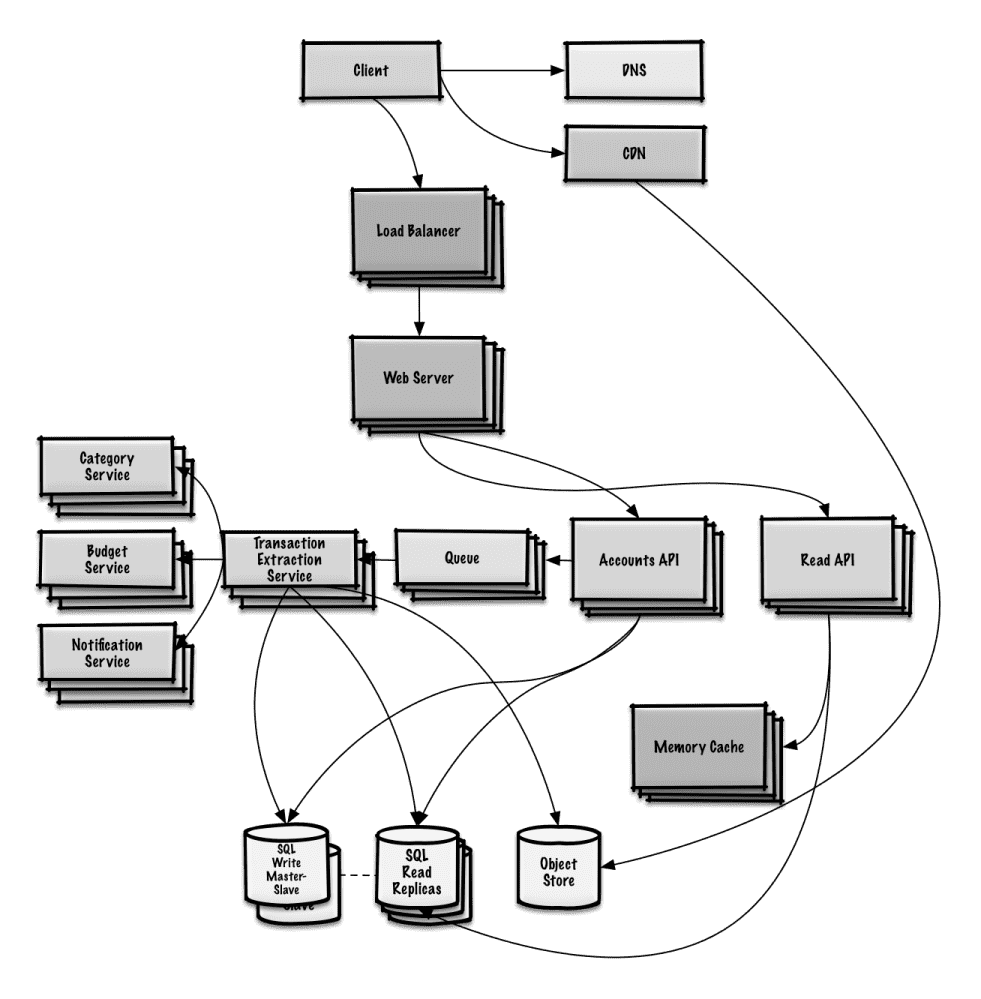 Client
DNS
CDN
Load Balancer
Web Server
Category
Service
Budget
Service
Notification
Service
Transaction
Extraction
Service
Queue
Accounts API
Read API
Memory Cache
SQL
Write
Master-
Slave
Slave
SQL
Read
Replicas
Object
Store